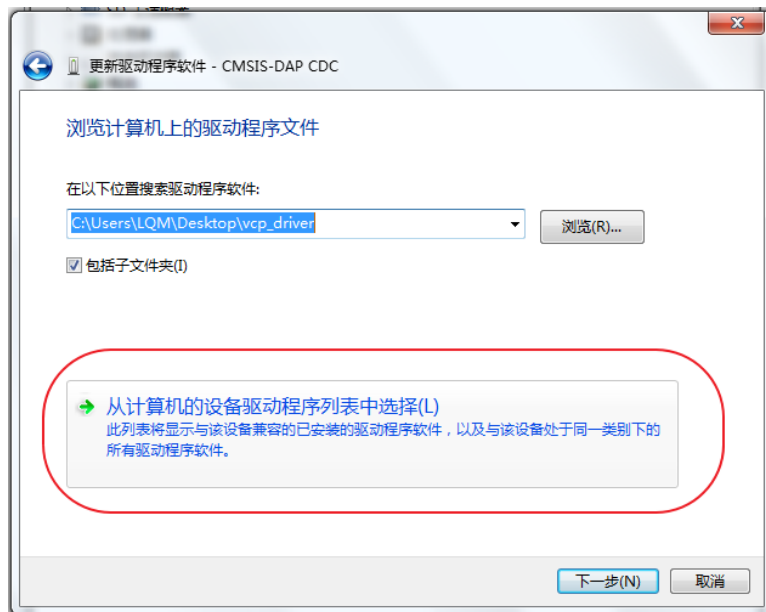 更新驱动程序软件 - CMSIS-DAP CDC
浏览计算机上的驱动程序文件
在以下位置搜索驱动程序软件:
C:\Users\LQM\Desktop\vcp_driver
浏览(R)...
包括子文件夹(I)
从计算机的设备驱动程序列表中选择(L)
此列表将显示与该设备兼容的已安装的驱动程序软件，以及与该设备处于同一类别下的
所有驱动程序软件。
下一步(N)
取消